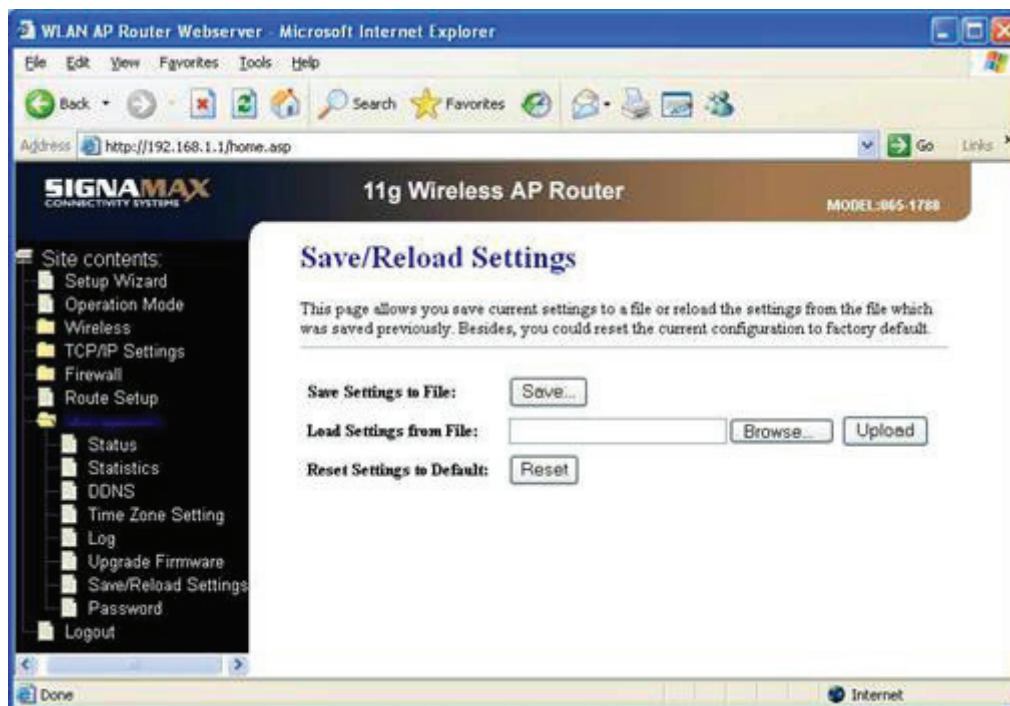 WLAN AP Router Webserver - Microsoft Internet Explorer
File Edit View Favorites Tools Help
Back Search Favorites
Address http://192.168.1.1/home.asp Go Links
SIGNAMAX
CONNECTIVITY SYSTEMS
11g Wireless AP Router
MODEL:065-1788
Site contents:
Setup Wizard
Operation Mode
Wireless
TCP/IP Settings
Firewall
Route Setup
Status
Statistics
DDNS
Time Zone Setting
Log
Upgrade Firmware
Save/Reload Settings
Password
Logout
Save/Reload Settings
This page allows you save current settings to a file or reload the settings from the file which
was saved previously. Besides, you could reset the current configuration to factory default.
Save Settings to File: Save...
Load Settings from File: Browse... Upload
Reset Settings to Default: Reset
Done Internet